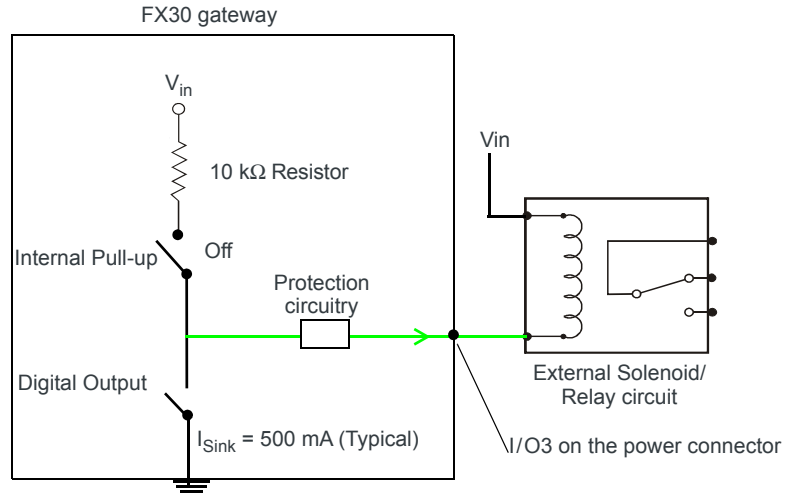 FX30 gateway
Vin
10 kΩ Resistor
Internal Pull-up
Off
Protection
circuitry
Digital Output
ISink = 500 mA (Typical)
Vin
External Solenoid/
Relay circuit
I/O3 on the power connector